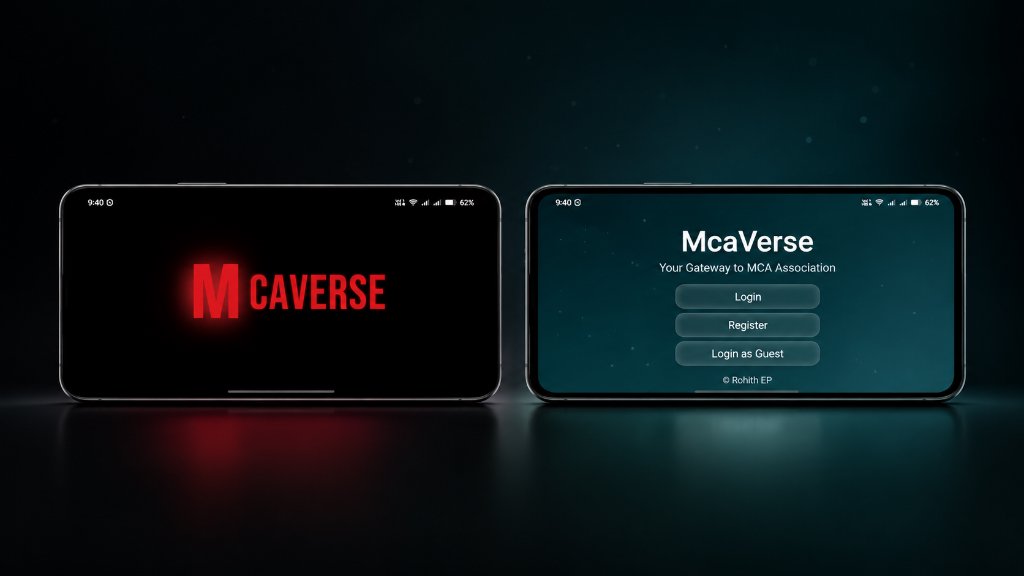 9:40
62%
M CAVERSE
9:40
62%
McaVerse
Your Gateway to MCA Association
Login
Register
Login as Guest
© Rohith EP